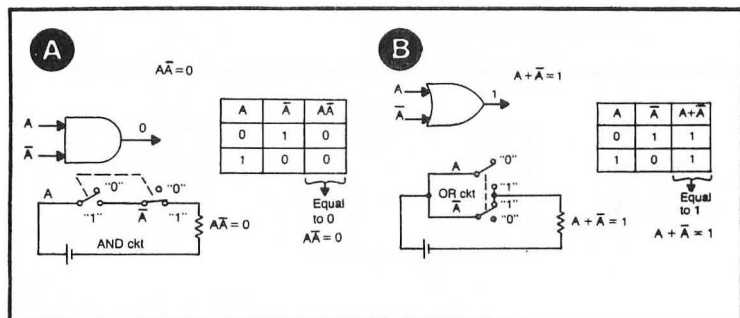 A
AĀ = 0
A
Ā
0
A Ā AĀ
0 1 0
1 0 0
Equal
to 0
AĀ = 0
A
"0"
"0"
"1"
Ā
"1"
AND ckt
AĀ = 0
B
A + Ā = 1
A
Ā
1
A Ā A+Ā
0 1 1
1 0 1
Equal
to 1
A + Ā = 1
A
"0"
"1"
OR ckt
"1"
Ā
"0"
A + Ā = 1